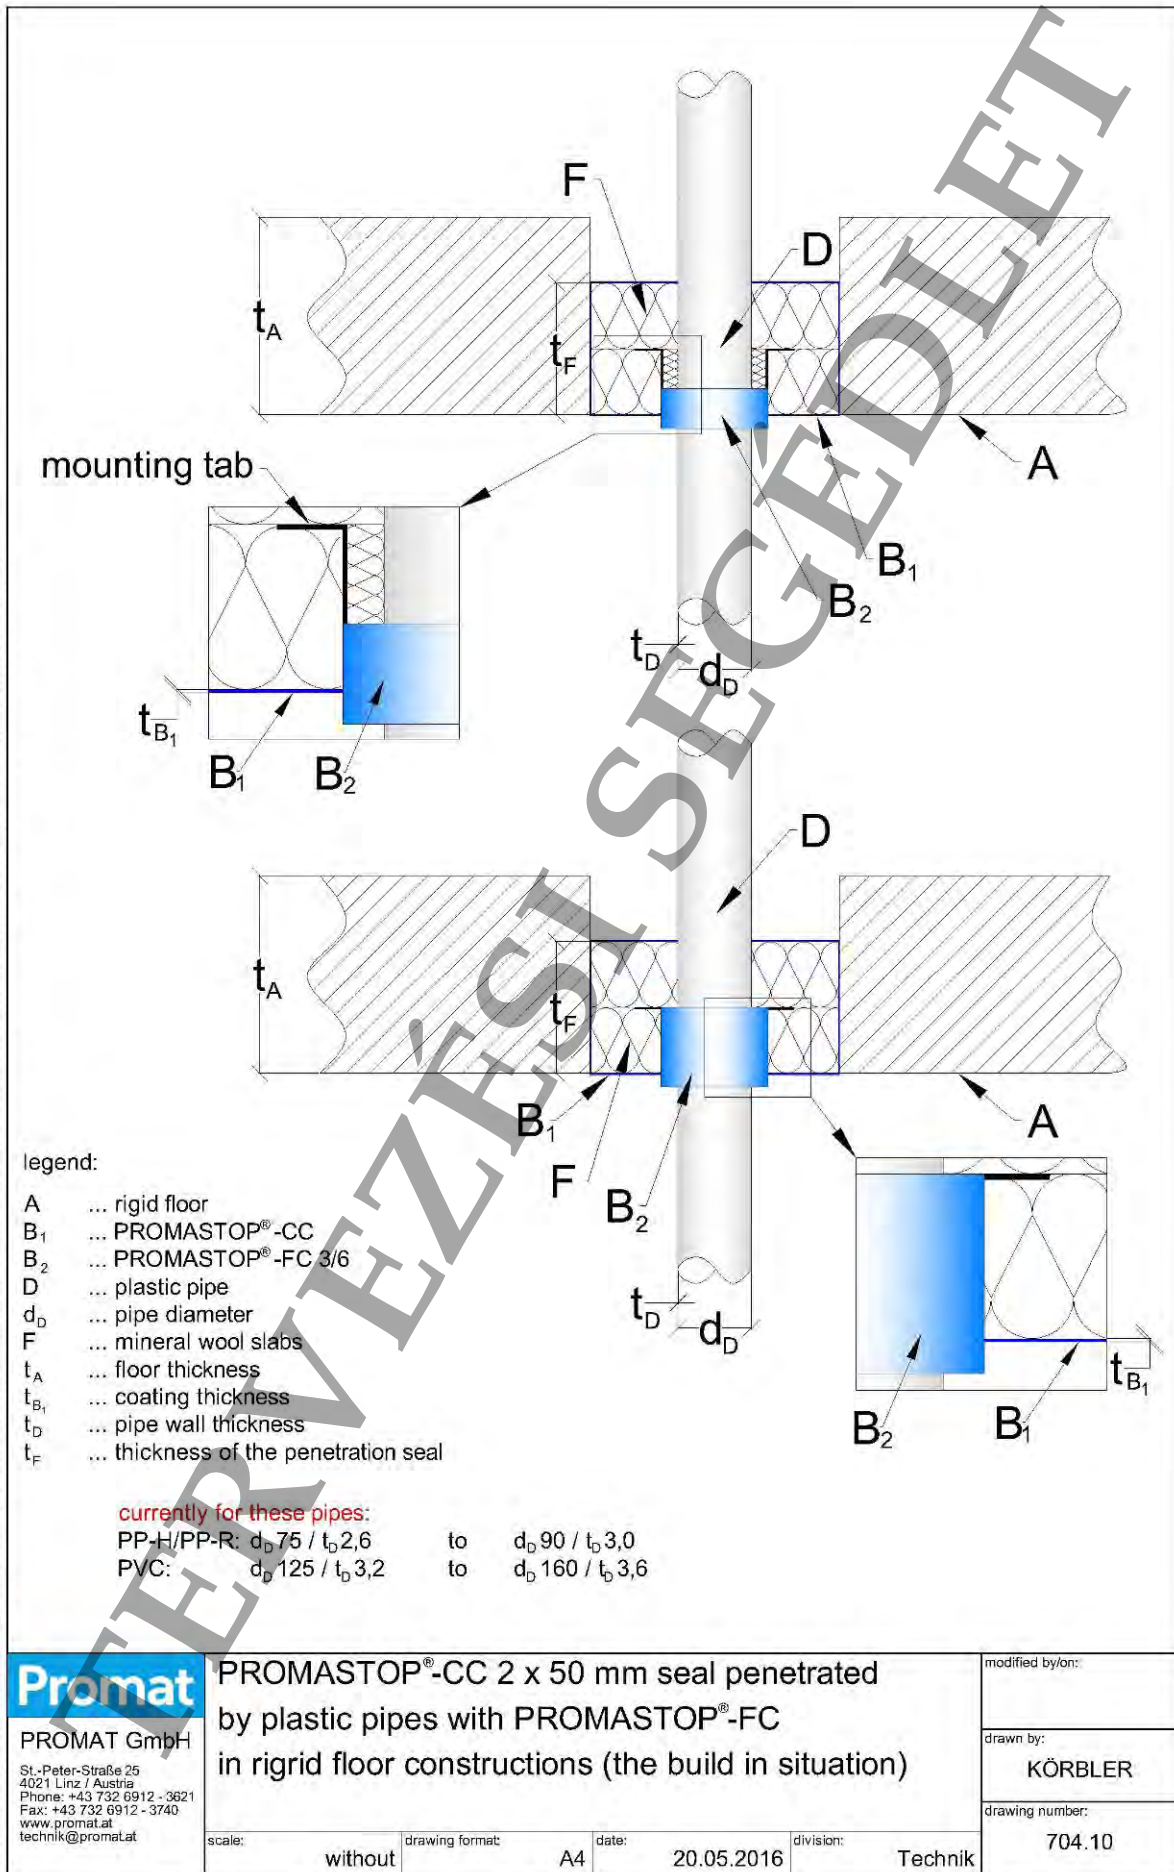 F
D
tA
tF
A
mounting tab
B1
B2
tD
dD
tB1
B1
B2
D
tA
tF
B1
A
F
B2
tD
dD
tB1
B2
B1
legend:
A ... rigid floor
B1 ... PROMASTOP®-CC
B2 ... PROMASTOP®-FC 3/6
D ... plastic pipe
dD ... pipe diameter
F ... mineral wool slabs
tA ... floor thickness
tB1 ... coating thickness
tD ... pipe wall thickness
tF ... thickness of the penetration seal
currently for these pipes:
PP-H/PP-R: dD 75 / tD 2,6 to dD 90 / tD 3,0
PVC: dD 125 / tD 3,2 to dD 160 / tD 3,6
TERVEZÉSI SEGÉDLET
Promat
PROMAT GmbH
St.-Peter-Straße 25
4021 Linz / Austria
Phone: +43 732 6912 - 3621
Fax: +43 732 6912 - 3740
www.promat.at
technik@promat.at
PROMASTOP®-CC 2 x 50 mm seal penetrated
by plastic pipes with PROMASTOP®-FC
in rigrid floor constructions (the build in situation)
scale: without
drawing format: A4
date: 20.05.2016
division: Technik
modified by/on:
drawn by:
KÖRBLER
drawing number:
704.10